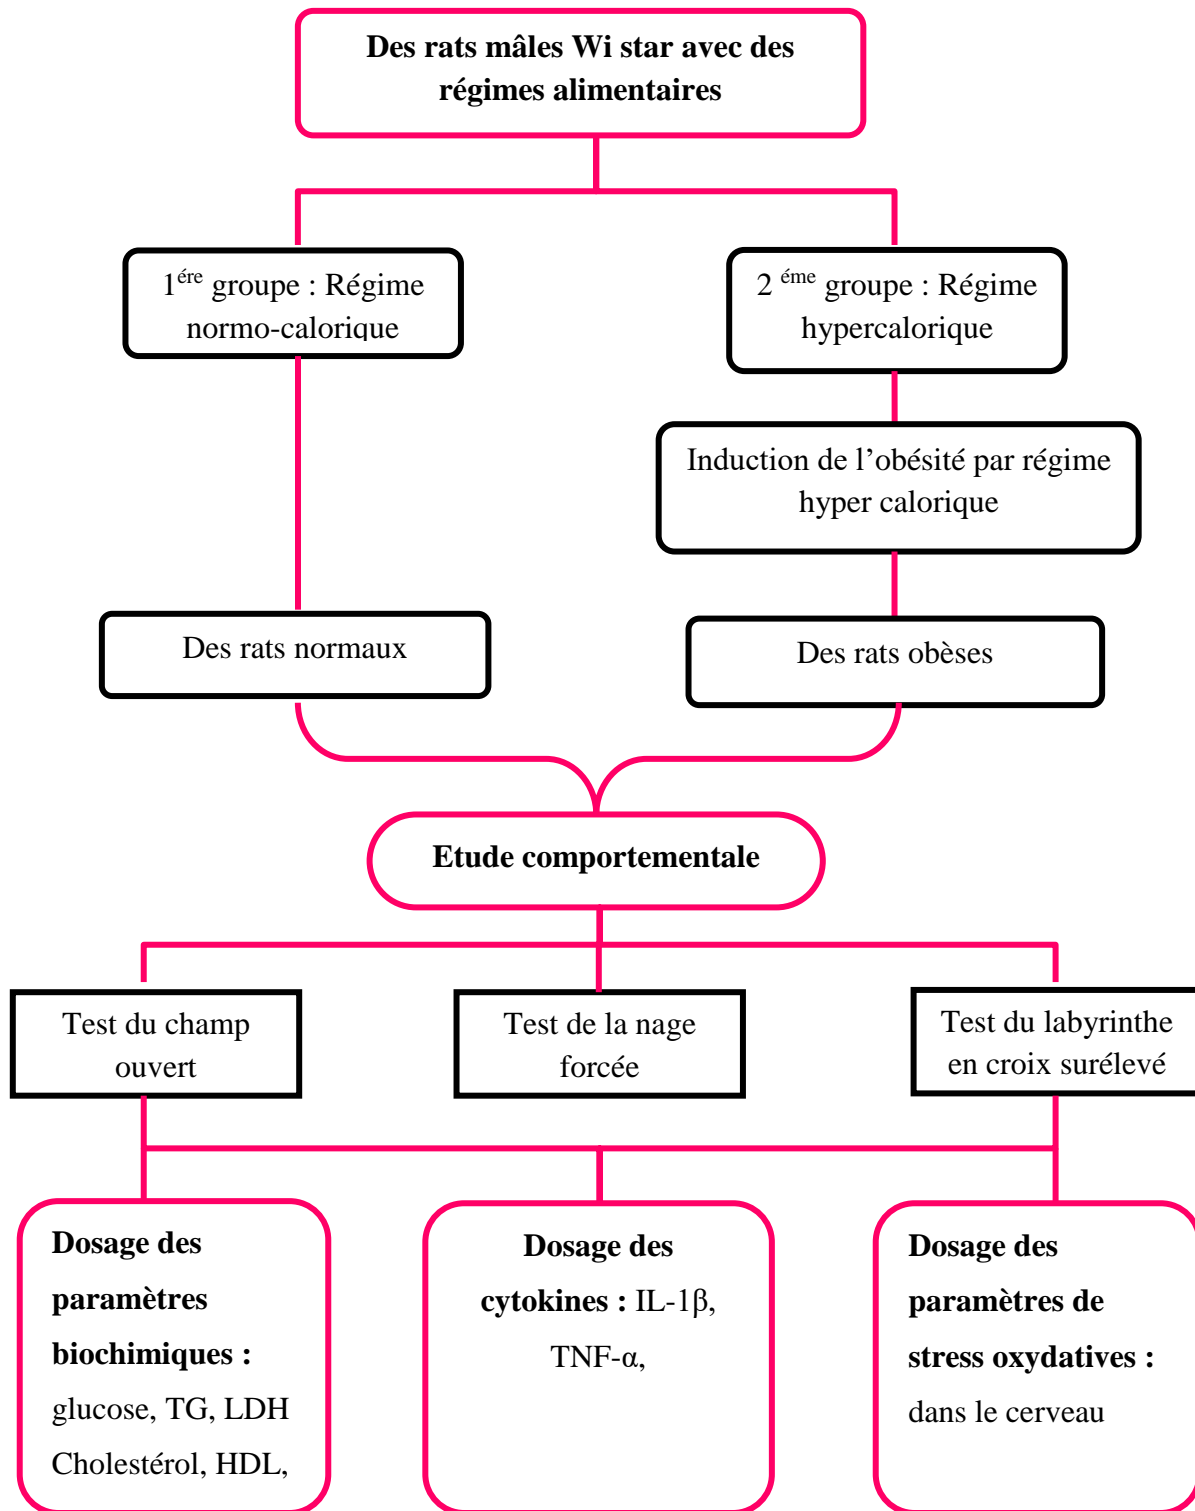 Des rats mâles Wi star avec des
régimes alimentaires
1ére groupe : Régime
normo-calorique
2 éme groupe : Régime
hypercalorique
Induction de l’obésité par régime
hyper calorique
Des rats normaux
Des rats obèses
Etude comportementale
Test du champ
ouvert
Test de la nage
forcée
Test du labyrinthe
en croix surélevé
Dosage des
paramètres
biochimiques :
glucose, TG, LDH
Cholestérol, HDL,
Dosage des
cytokines : IL-1β,
TNF-α,
Dosage des
paramètres de
stress oxydatives :
dans le cerveau